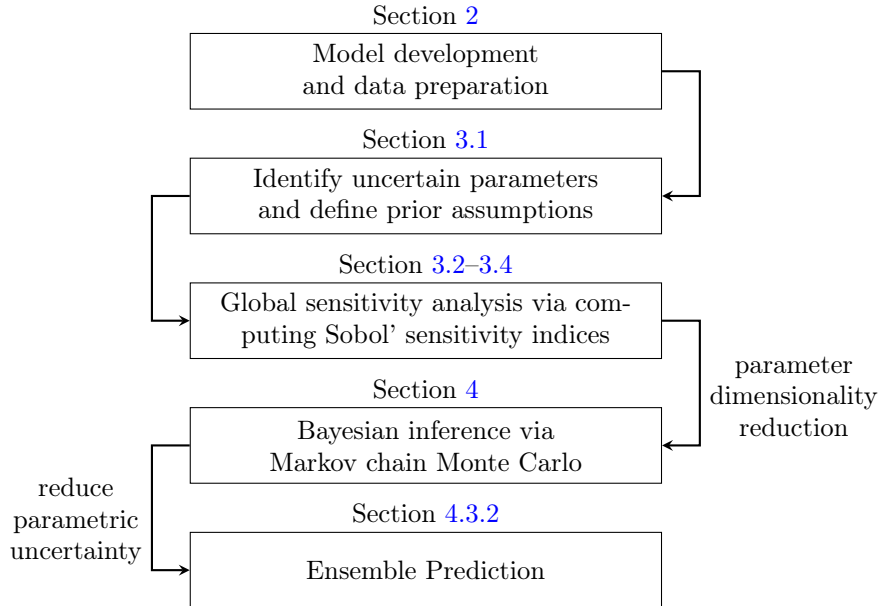 Section 2
Model development
and data preparation
Section 3.1
Identify uncertain parameters
and define prior assumptions
Section 3.2–3.4
Global sensitivity analysis via com-
puting Sobol’ sensitivity indices
parameter
dimensionality
reduction
Section 4
Bayesian inference via
Markov chain Monte Carlo
reduce
parametric
uncertainty
Section 4.3.2
Ensemble Prediction